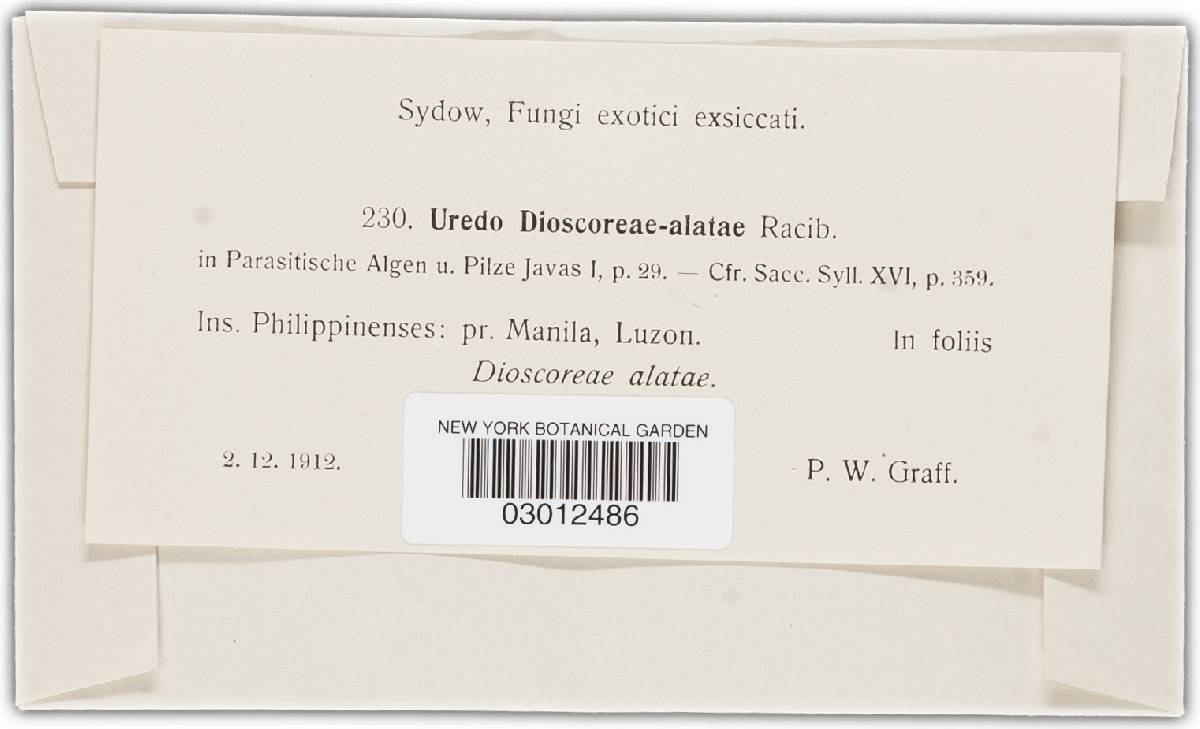 Sydow, Fungi exotici exsiccati.
230. Uredo Dioscoreae-alatae Racib.
in Parasitische Algen u. Pilze Javas I, p. 29. — Cfr. Sacc. Syll. XVI, p. 359.
Ins. Philippinenses: pr. Manila, Luzon. In foliis
Dioscoreae alatae.
2. 12. 1912. P. W. Graff.
NEW YORK BOTANICAL GARDEN
03012486